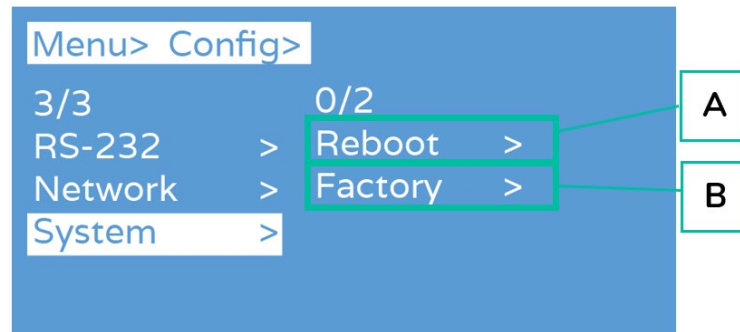 Menu> Config>
3/3
RS-232 >
Network >
System >
0/2
Reboot >
Factory >
A
B